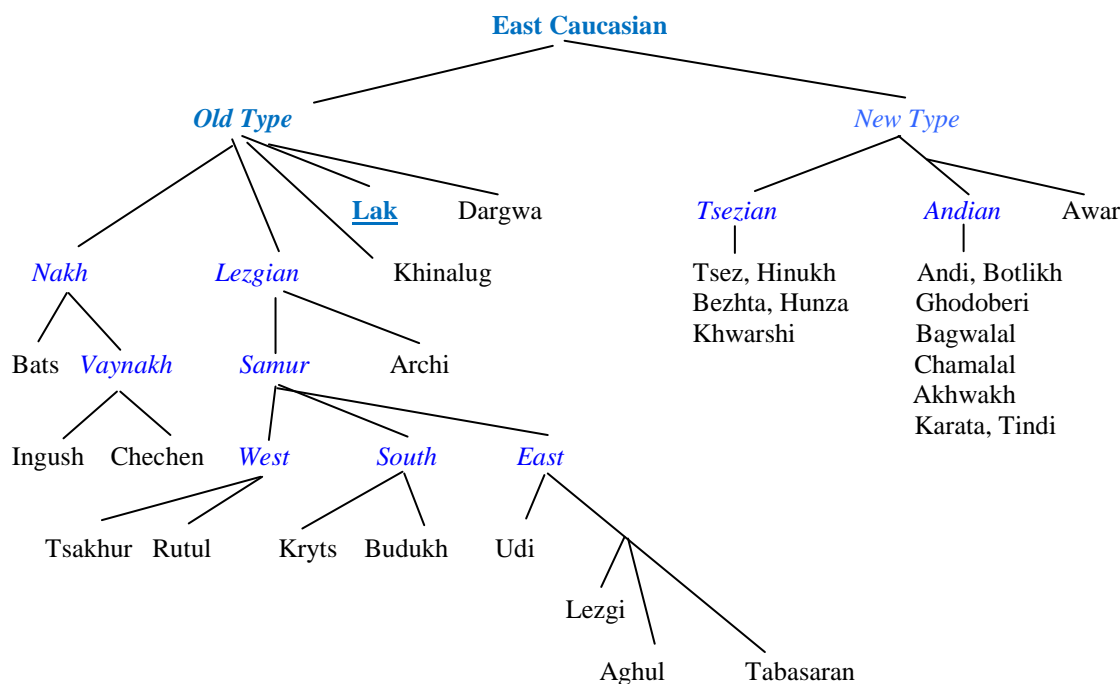 East Caucasian
Old Type New Type
Lak Dargwa Tsezian Andian Awar
Nakh Lezgian Khinalug Tsez, Hinukh Andi, Botlikh
Bezhta, Hunza Ghodoberi
Khwarshi Bagwalal
Bats Vaynakh Samur Archi Chamalal
Akhwakh
Karata, Tindi
Ingush Chechen West South East
Tsakhur Rutul Kryts Budukh Udi
Lezgi
Aghul Tabasaran